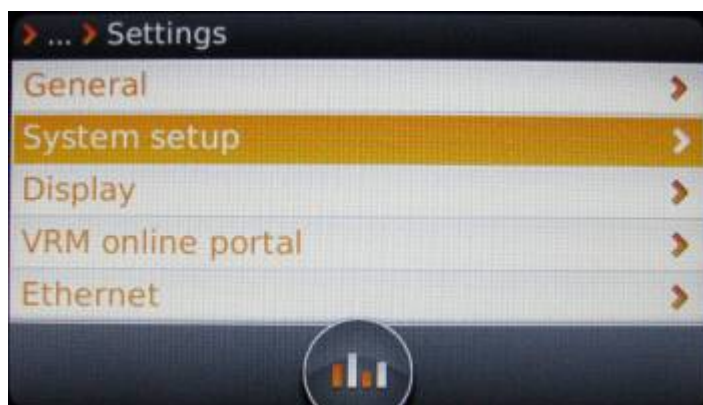 > ... > Settings
General
System setup
Display
VRM online portal
Ethernet